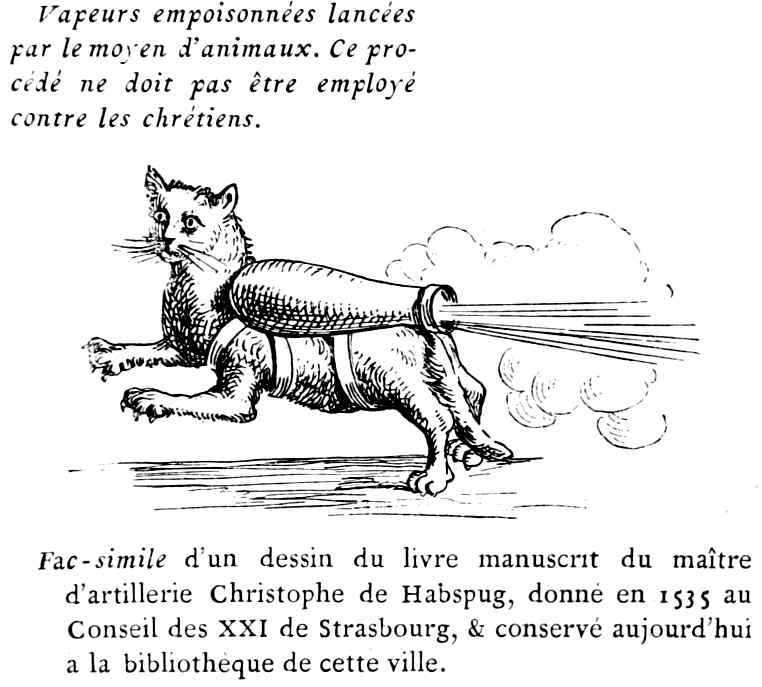 Vapeurs empoisonnées lancées
par le moyen d'animaux. Ce pro-
cédé ne doit pas être employé
contre les chrétiens.
Fac-simile d'un dessin du livre manuscrit du maître
d'artillerie Christophe de Habspug, donné en 1535 au
Conseil des XXI de Strasbourg, & conservé aujourd'hui
a la bibliothèque de cette ville.